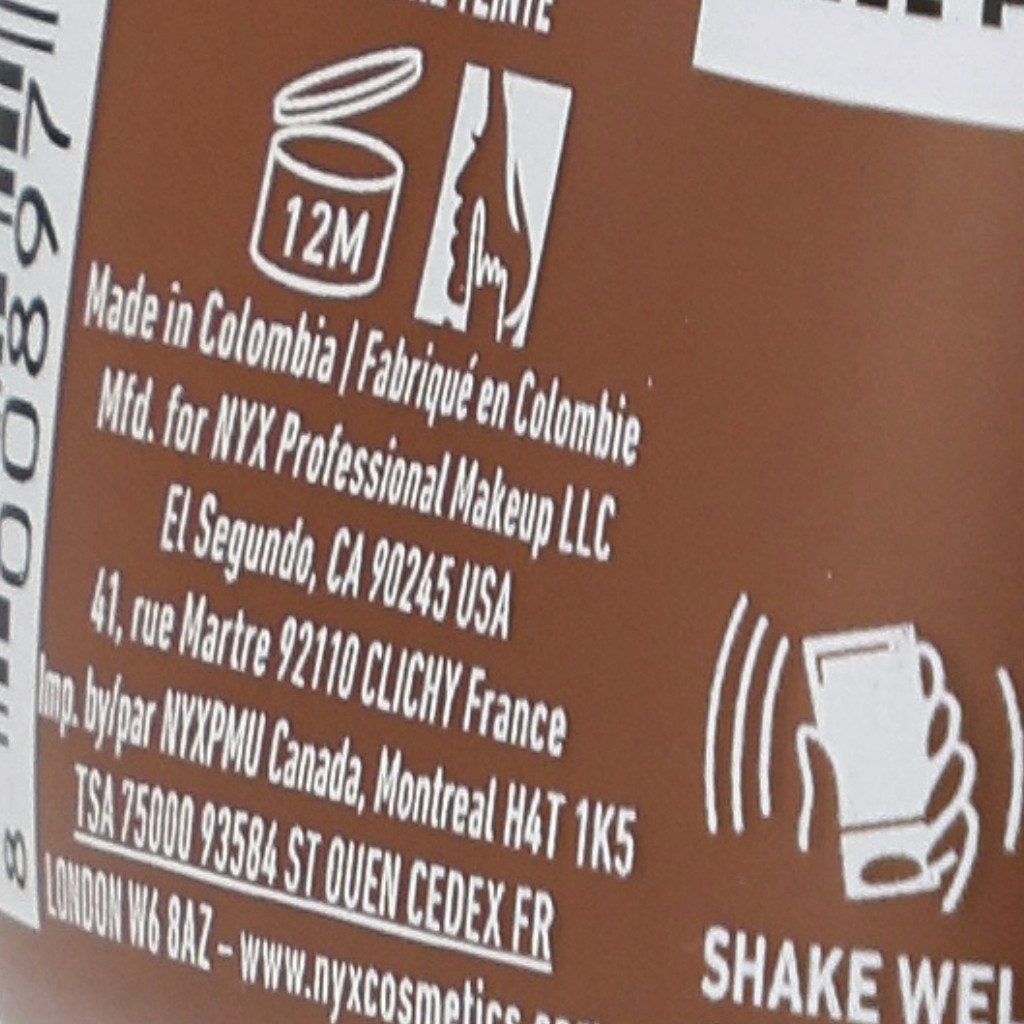 TEINTE
12M
Made in Colombia | Fabriqué en Colombie
Mfd. for NYX Professional Makeup LLC
El Segundo, CA 90245 USA
41, rue Martre 92110 CLICHY France
Imp. by/par NYXPMU Canada, Montreal H4T 1K5
TSA 75000 93584 ST OUEN CEDEX FR
LONDON W6 8AZ – www.nyxcosmetics.com
SHAKE WEL